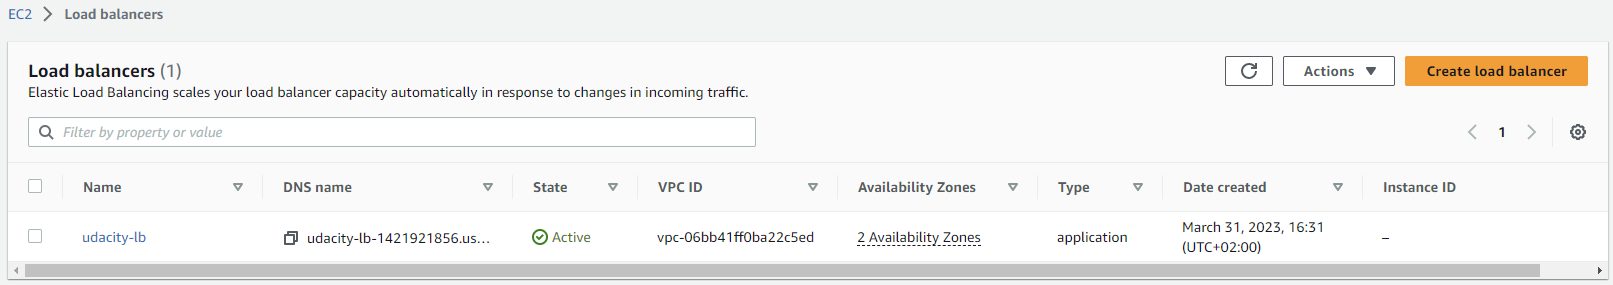 EC2 > Load balancers
Load balancers (1)
Actions
Create load balancer
Elastic Load Balancing scales your load balancer capacity automatically in response to changes in incoming traffic.
Filter by property or value
1
Name DNS name State VPC ID Availability Zones Type Date created Instance ID
udacity-lb udacity-lb-1421921856.us... Active vpc-06bb41ff0ba22c5ed 2 Availability Zones application March 31, 2023, 16:31 –
(UTC+02:00)